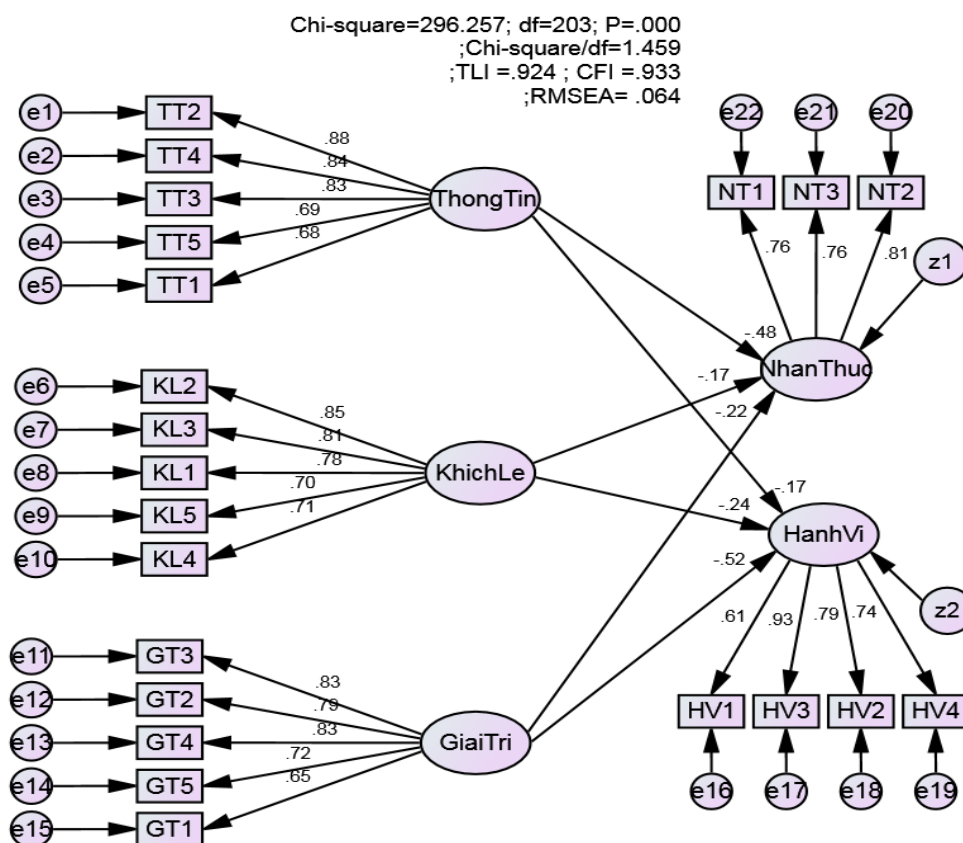 Chi-square=296.257; df=203; P=.000
;Chi-square/df=1.459
;TLI =.924 ; CFI =.933
;RMSEA= .064
e1 TT2
e2 TT4
e3 TT3
e4 TT5
e5 TT1
.88
.84
.83
.69
.68
ThongTin
e22 e21 e20
NT1 NT3 NT2
.76 .76 .81
z1
NhanThuc
-.48
-.17
-.22
e6 KL2
e7 KL3
e8 KL1
e9 KL5
e10 KL4
.85
.81
.78
.70
.71
KhichLe
-.17
-.24
-.52
HanhVi
z2
.61 .93 .79 .74
HV1 HV3 HV2 HV4
e16 e17 e18 e19
e11 GT3
e12 GT2
e13 GT4
e14 GT5
e15 GT1
.83
.79
.83
.72
.65
GiaiTri